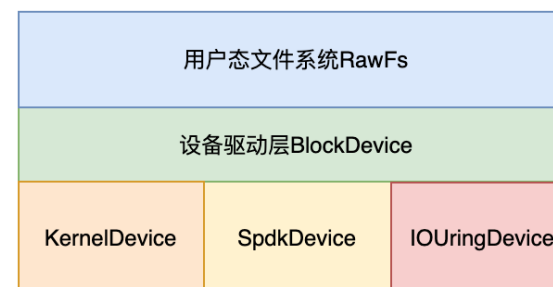 用户态文件系统RawFs
设备驱动层BlockDevice
KernelDevice SpdkDevice IOUringDevice